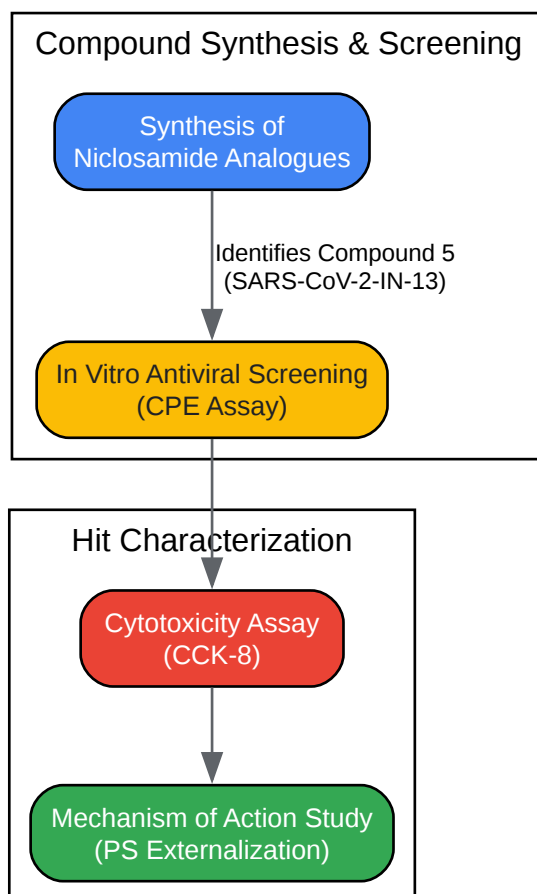 Compound Synthesis & Screening
Synthesis of
Niclosamide Analogues
Identifies Compound 5
(SARS-CoV-2-IN-13)
In Vitro Antiviral Screening
(CPE Assay)
Hit Characterization
Cytotoxicity Assay
(CCK-8)
Mechanism of Action Study
(PS Externalization)